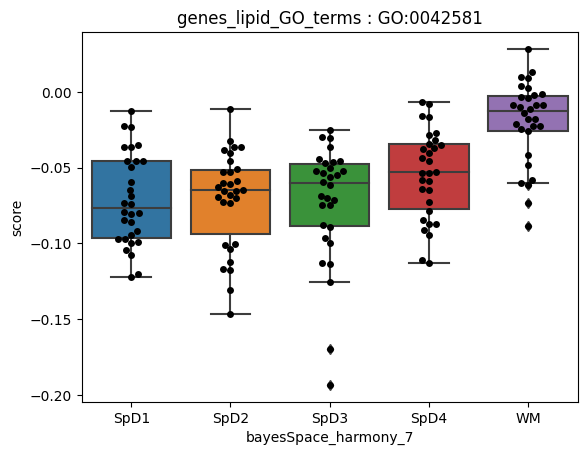 genes_lipid_GO_terms : GO:0042581
score
0.00
−0.05
−0.10
−0.15
−0.20
SpD1 SpD2 SpD3 SpD4 WM
bayesSpace_harmony_7